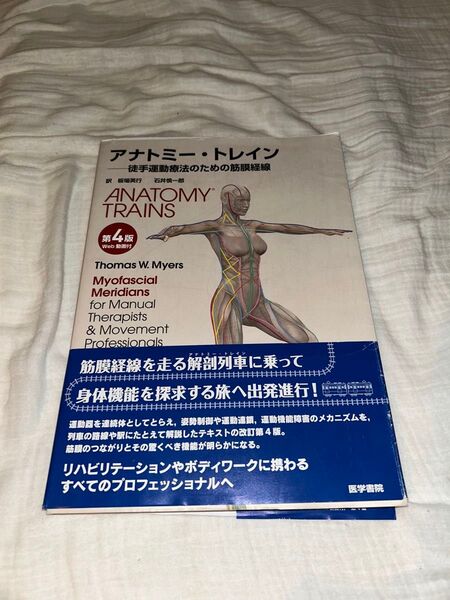 アナトミー・トレイン
徒手運動療法のための筋膜経線
訳 板場英行 石井慎一郎
ANATOMY®
TRAINS
第4版
Web 動画付
Thomas W. Myers
Myofascial
Meridians
for Manual
Therapists
& Movement
Professionals
アナトミー・トレイン
筋膜経線を走る解剖列車に乗って
身体機能を探求する旅へ出発進行!
運動器を連続体としてとらえ、姿勢制御や運動連鎖、運動機能障害のメカニズムを、
列車の路線や駅にたとえて解説したテキストの改訂第4版。
筋膜のつながりとその驚くべき機能が明らかになる。
リハビリテーションやボディワークに携わる
すべてのプロフェッショナルへ
医学書院